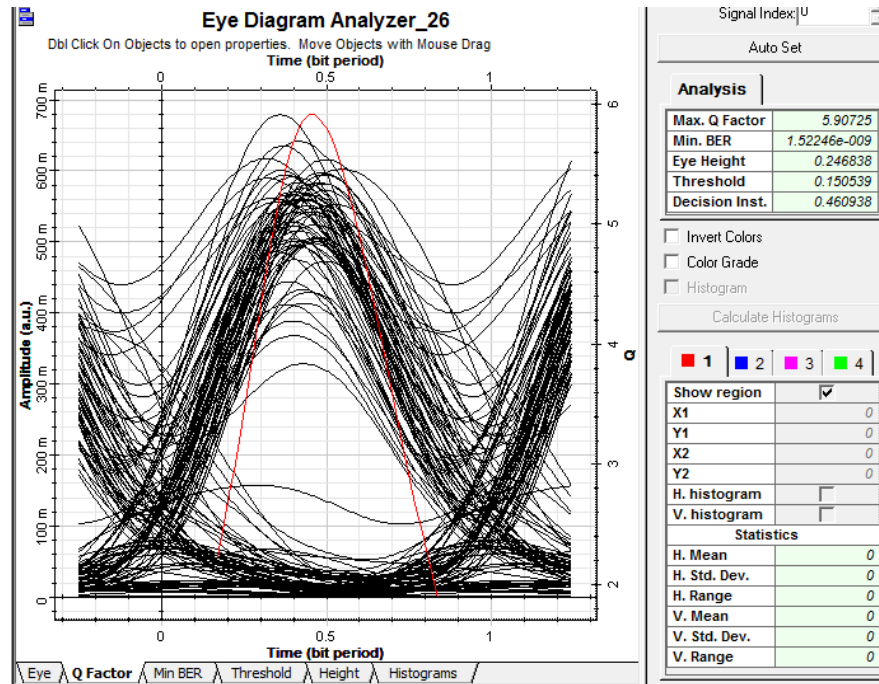 Eye Diagram Analyzer_26
Dbl Click On Objects to open properties. Move Objects with Mouse Drag
Time (bit period)
0 0.5 1
Amplitude (a.u.)
700 m
600 m
500 m
400 m
300 m
200 m
100 m
0
Q
6
5
4
3
2
0 0.5 1
Time (bit period)
Eye Q Factor Min BER Threshold Height Histograms
Signal Index: 0
Auto Set
Analysis
Max. Q Factor 5.90725
Min. BER 1.52246e-009
Eye Height 0.246838
Threshold 0.150539
Decision Inst. 0.460938
Invert Colors
Color Grade
Histogram
Calculate Histograms
1 2 3 4
Show region
X1 0
Y1 0
X2 0
Y2 0
H. histogram
V. histogram
Statistics
H. Mean 0
H. Std. Dev. 0
H. Range 0
V. Mean 0
V. Std. Dev. 0
V. Range 0